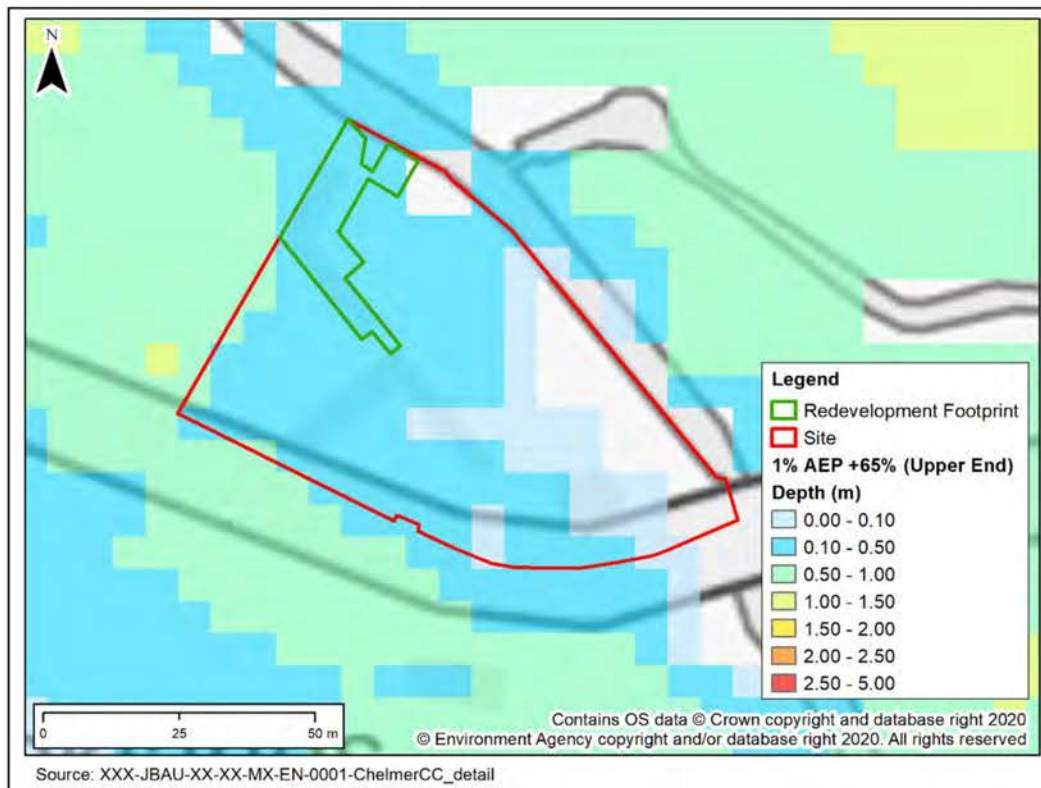 N
Legend
Redevelopment Footprint
Site
1% AEP +65% (Upper End)
Depth (m)
0.00 - 0.10
0.10 - 0.50
0.50 - 1.00
1.00 - 1.50
1.50 - 2.00
2.00 - 2.50
2.50 - 5.00
0 25 50 m
Contains OS data © Crown copyright and database right 2020
© Environment Agency copyright and/or database right 2020. All rights reserved
Source: XXX-JBAU-XX-XX-MX-EN-0001-ChelmerCC_detail